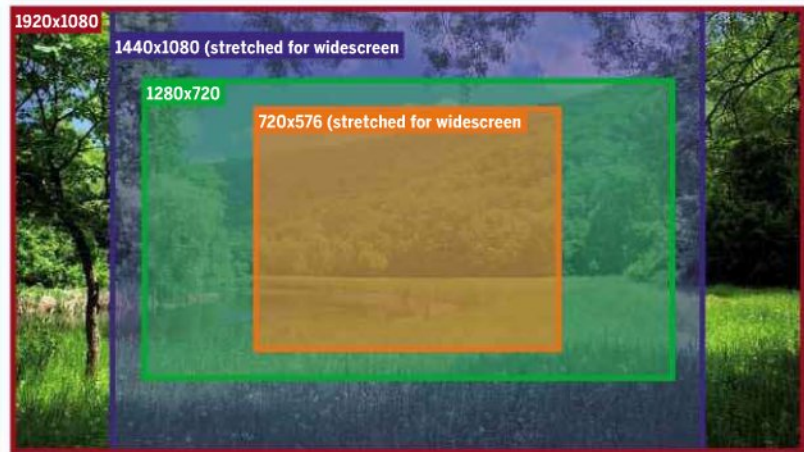 1920x1080
1440x1080 (stretched for widescreen
1280x720
720x576 (stretched for widescreen